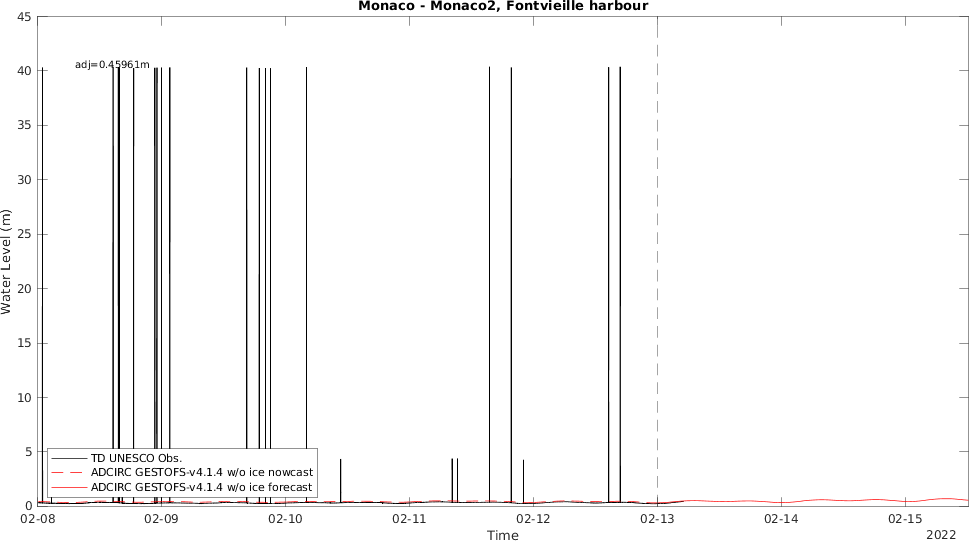 Monaco - Monaco2, Fontvieille harbour
45
40
35
30
25
20
15
10
5
0
Water Level (m)
adj=0.45961m
TD UNESCO Obs.
ADCIRC GESTOFS-v4.1.4 w/o ice nowcast
ADCIRC GESTOFS-v4.1.4 w/o ice forecast
02-08 02-09 02-10 02-11 02-12 02-13 02-14 02-15
Time
2022